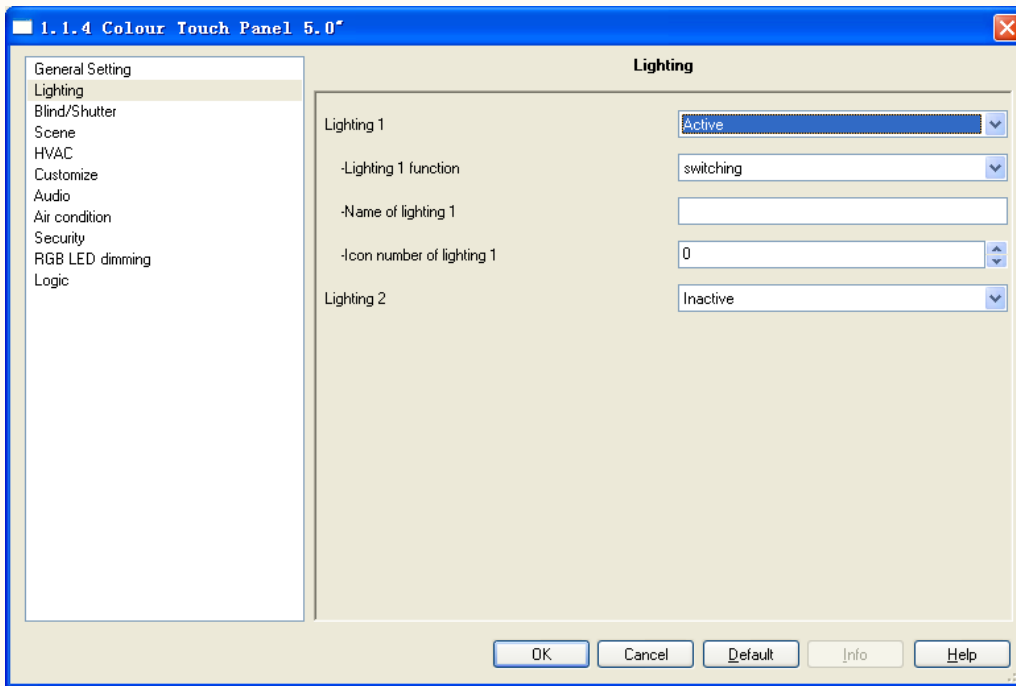 1.1.4 Colour Touch Panel 5.0"
General Setting
Lighting
Blind/Shutter
Scene
HVAC
Customize
Audio
Air condition
Security
RGB LED dimming
Logic
Lighting
Lighting 1 Active
-Lighting 1 function switching
-Name of lighting 1
-Icon number of lighting 1 0
Lighting 2 Inactive
OK Cancel Default Info Help